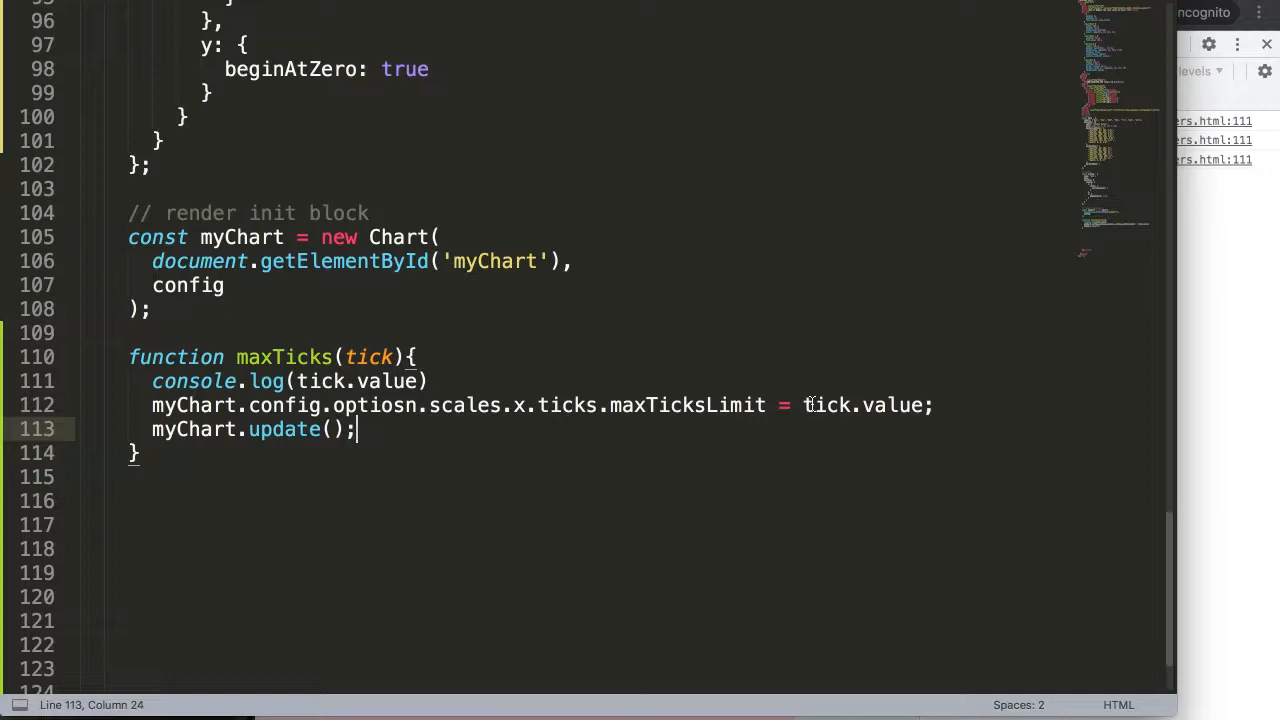 ncognito
levels
96 },
97 y: {
98 beginAtZero: true
99 }
100 }
101 }
102 };
103
104 // render init block
105 const myChart = new Chart(
106 document.getElementById('myChart'),
107 config
108 );
109
110 function maxTicks(tick){
111 console.log(tick.value)
112 myChart.config.optiosn.scales.x.ticks.maxTicksLimit = tick.value;
113 myChart.update();
114 }
115
116
117
118
119
120
121
122
123
124
ers.html:111
ers.html:111
ers.html:111
Line 113, Column 24 Spaces: 2 HTML